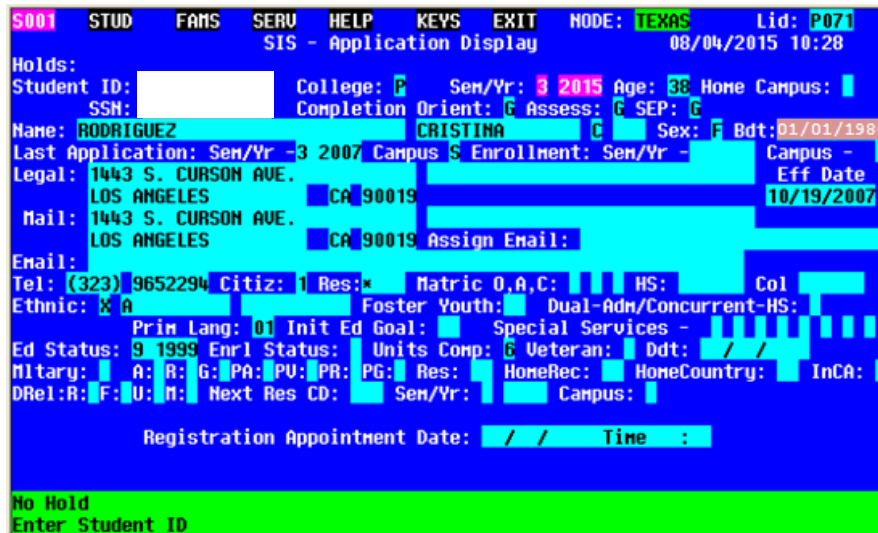 S001 STUD FAMS SERV HELP KEYS EXIT NODE: TEXAS Lid: P071
SIS - Application Display 08/04/2015 10:28
Holds:
Student ID: College: P Sem/Yr: 3 2015 Age: 38 Home Campus:
SSN: Completion Orient: G Assess: G SEP: G
Name: RODRIGUEZ CRISTINA C Sex: F Bdt:01/01/198
Last Application: Sem/Yr -3 2007 Campus S Enrollment: Sem/Yr - Campus -
Legal: 1443 S. CURSON AVE. Eff Date
LOS ANGELES CA 90019 10/19/2007
Mail: 1443 S. CURSON AVE.
LOS ANGELES CA 90019 Assign Email:
Email:
Tel: (323) 9652294 Citiz: 1 Res:* Matric O,A,C: HS: Col
Ethnic: X A Foster Youth: Dual-Adm/Concurrent-HS:
Prim Lang: 01 Init Ed Goal: Special Services -
Ed Status: 9 1999 Enrl Status: Units Comp: 6 Veteran: Ddt: / /
Mltary: A: R: G: PA: PV: PR: PG: Res: HomeRec: HomeCountry: InCA:
DRel:R: F: U: M: Next Res CD: Sem/Yr: Campus:
Registration Appointment Date: / / Time :
No Hold
Enter Student ID